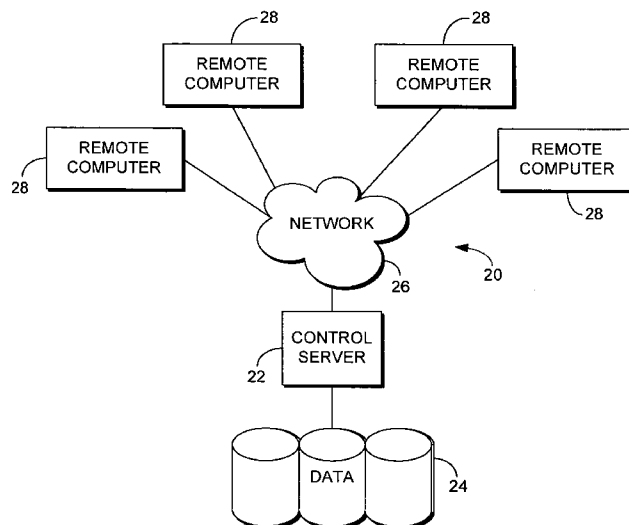 28
28
REMOTE
COMPUTER
REMOTE
COMPUTER
REMOTE
COMPUTER
REMOTE
COMPUTER
28
28
NETWORK
20
26
CONTROL
SERVER
22
DATA
24